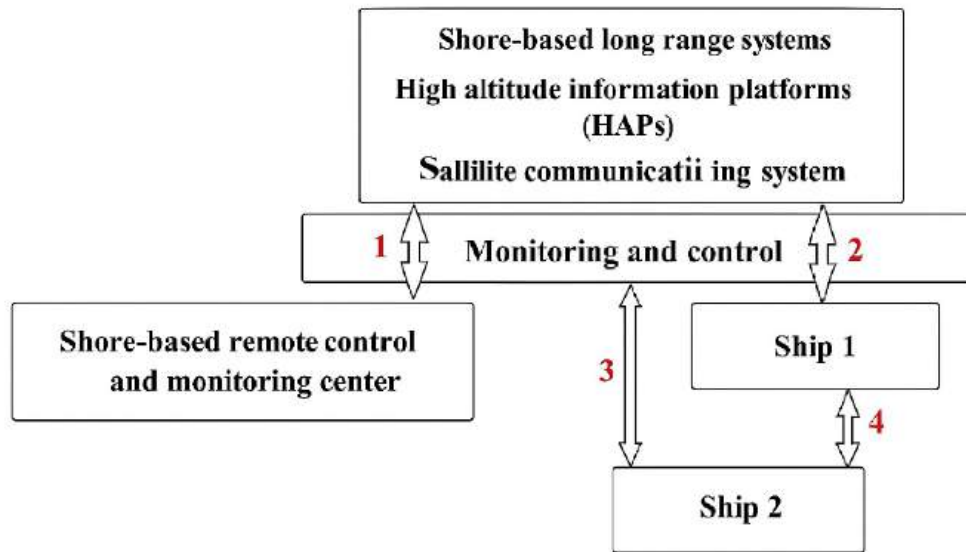 Shore-based long range systems
High altitude information platforms
(HAPs)
Sallilite communicatii ing system
1
Monitoring and control
2
Shore-based remote control
and monitoring center
3
Ship 1
4
Ship 2